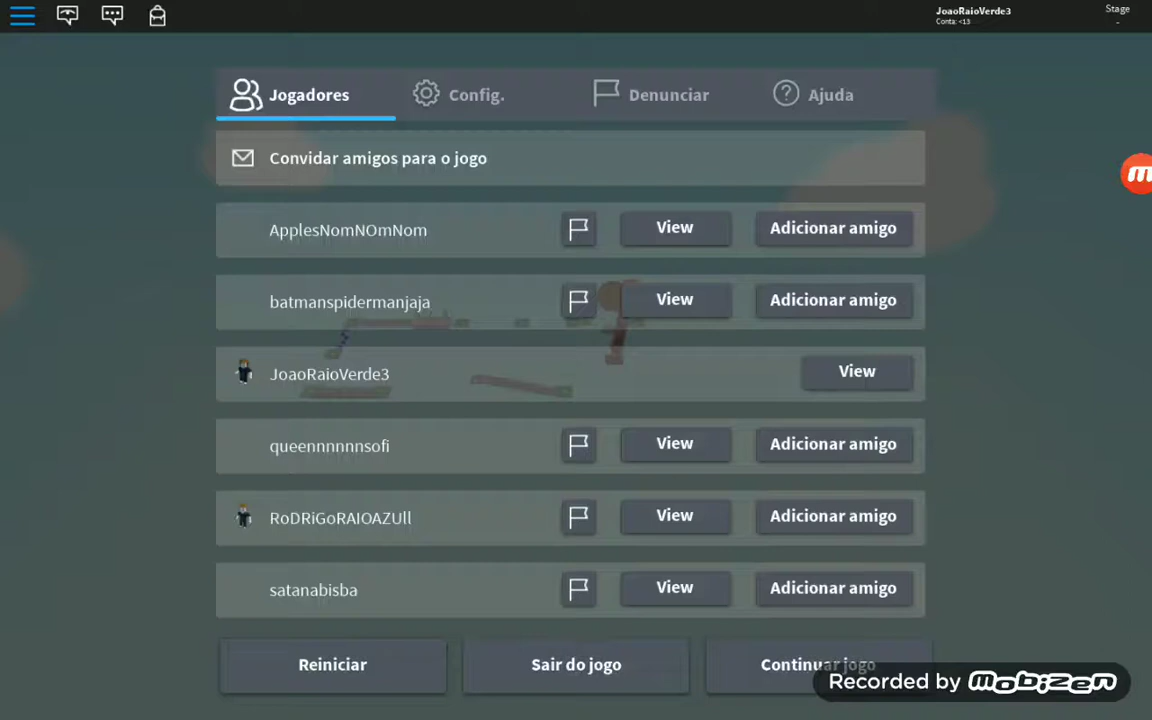 JoaoRaioVerde3
Conta: <13
Stage
-
Jogadores
Config.
Denunciar
Ajuda
Convidar amigos para o jogo
ApplesNomNOmNom
View
Adicionar amigo
batmanspidermanjaja
View
Adicionar amigo
JoaoRaioVerde3
View
queennnnnnsofi
View
Adicionar amigo
RoDRiGoRAIOAZUll
View
Adicionar amigo
satanabisba
View
Adicionar amigo
Reiniciar
Sair do jogo
Continuar jogo
Recorded by mobizen
m